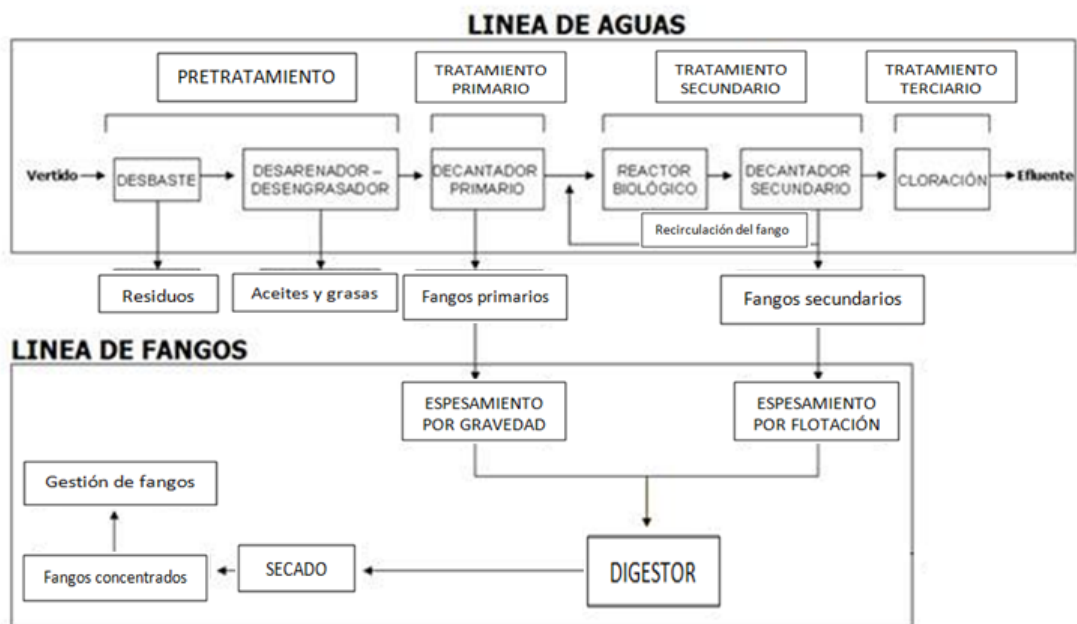 LINEA DE AGUAS
PRETRATAMIENTO
TRATAMIENTO
PRIMARIO
TRATAMIENTO
SECUNDARIO
TRATAMIENTO
TERCIARIO
Vertido
DESBASTE
DESARENADOR –
DESENGRASADOR
DECANTADOR
PRIMARIO
REACTOR
BIOLÓGICO
DECANTADOR
SECUNDARIO
CLORACIÓN
Efluente
Recirculación del fango
Residuos
Aceites y grasas
Fangos primarios
Fangos secundarios
LINEA DE FANGOS
ESPESAMIENTO
POR GRAVEDAD
ESPESAMIENTO
POR FLOTACIÓN
Gestión de fangos
Fangos concentrados
SECADO
DIGESTOR